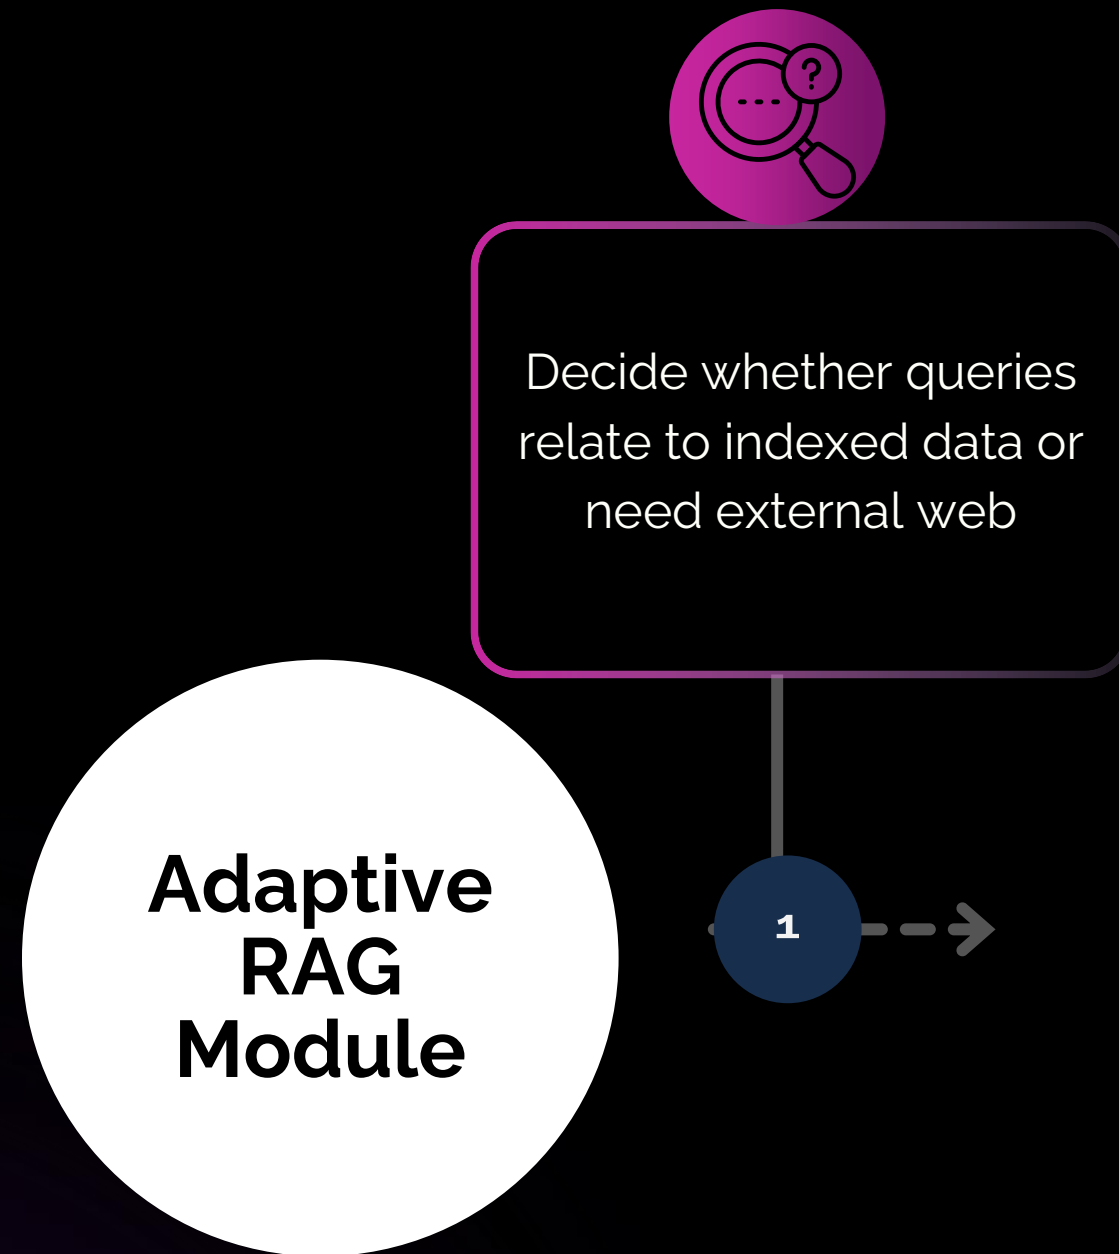 ?
Decide whether queries
relate to indexed data or
need external web
Adaptive
RAG
Module
1